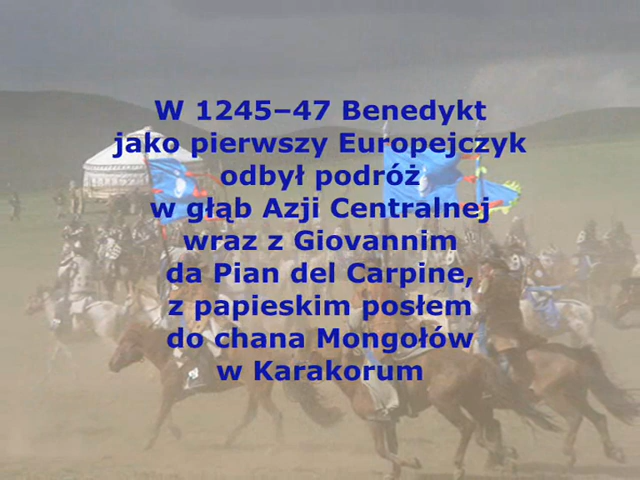 W 1245–47 Benedykt
jako pierwszy Europejczyk
odbył podróż
w głąb Azji Centralnej
wraz z Giovannim
da Pian del Carpine,
z papieskim posłem
do chana Mongołów
w Karakorum